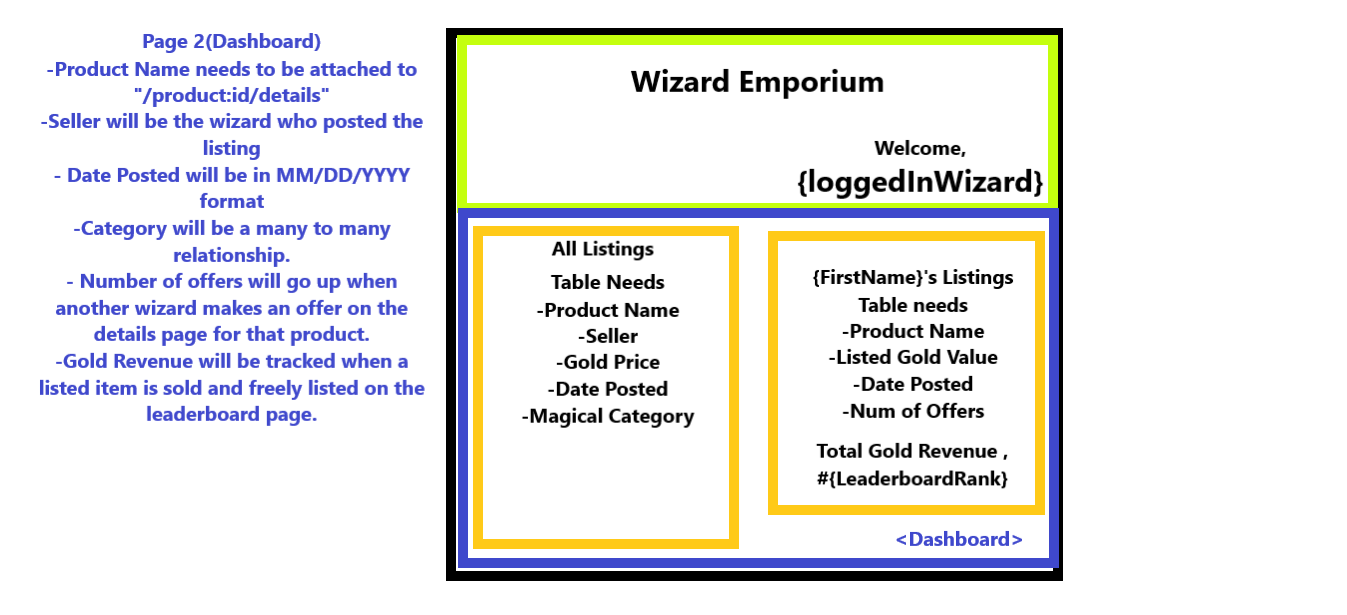 Page 2(Dashboard)
-Product Name needs to be attached to
"/product:id/details"
-Seller will be the wizard who posted the
listing
- Date Posted will be in MM/DD/YYYY
format
-Category will be a many to many
relationship.
- Number of offers will go up when
another wizard makes an offer on the
details page for that product.
-Gold Revenue will be tracked when a
listed item is sold and freely listed on the
leaderboard page.
Wizard Emporium
Welcome,
{loggedInWizard}
All Listings
Table Needs
-Product Name
-Seller
-Gold Price
-Date Posted
-Magical Category
{FirstName}'s Listings
Table needs
-Product Name
-Listed Gold Value
-Date Posted
-Num of Offers
Total Gold Revenue ,
#{LeaderboardRank}
<Dashboard>